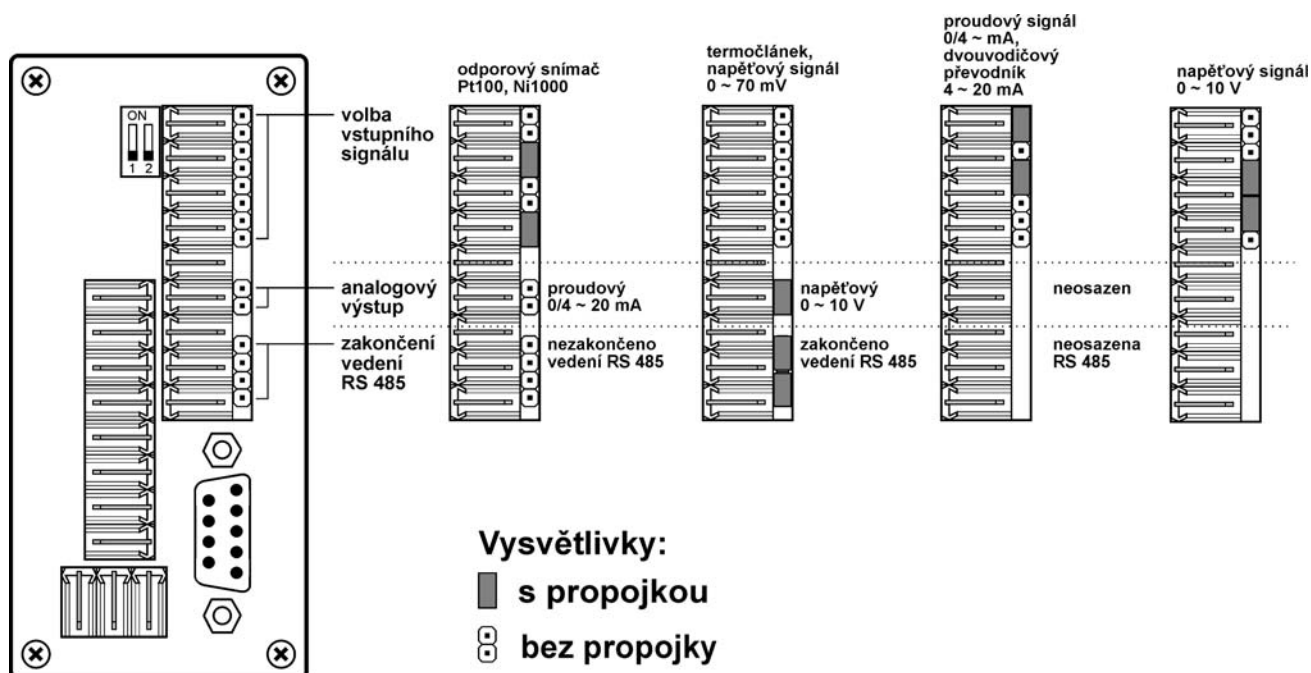 ON
1 2
volba
vstupního
signálu
analogový
výstup
zakončení
vedení
RS 485
odporový snímač
Pt100, Ni1000
proudový
0/4 ~ 20 mA
nezakončeno
vedení RS 485
termočlánek,
napěťový signál
0 ~ 70 mV
napěťový
0 ~ 10 V
zakončeno
vedení RS 485
proudový signál
0/4 ~ mA,
dvouvodičový
převodník
4 ~ 20 mA
neosazen
neosazena
RS 485
napěťový signál
0 ~ 10 V
Vysvětlivky:
s propojkou
bez propojky